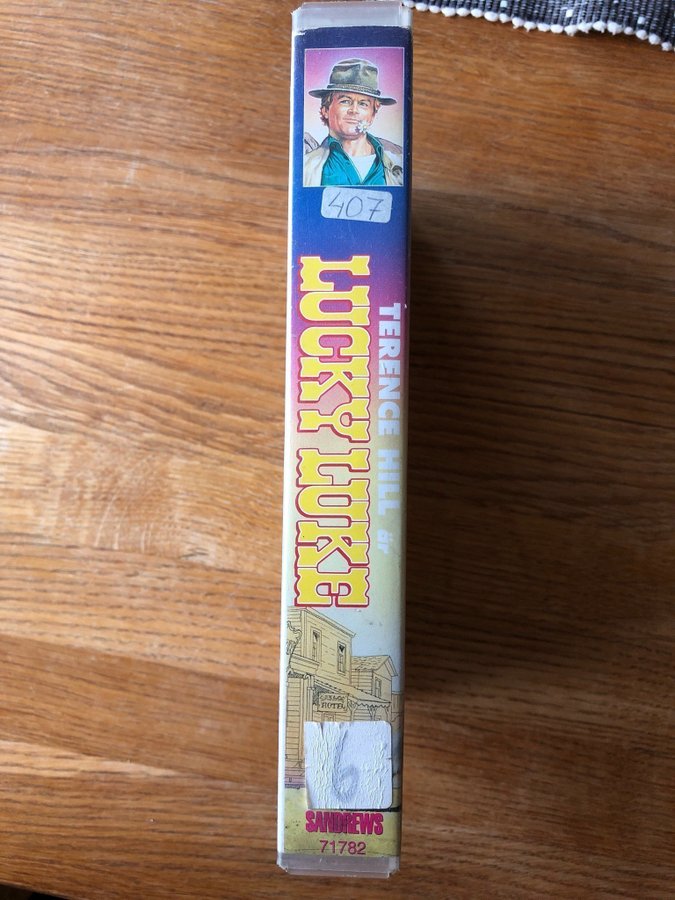 407
TERENCE HILL är
LUCKY LUKE
HOTEL
6
SANDREWS
71782